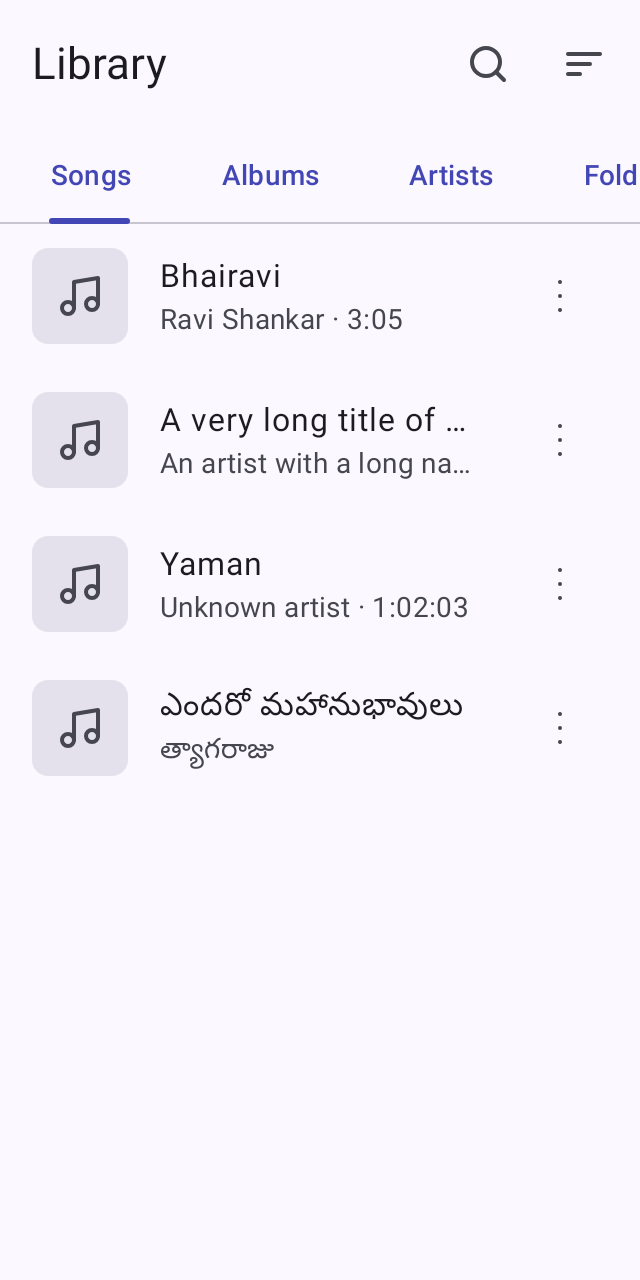 Library
Songs Albums Artists Fold
Bhairavi
Ravi Shankar · 3:05
A very long title of …
An artist with a long na…
Yaman
Unknown artist · 1:02:03
ఎందరో మహానుభావులు
త్యాగరాజు